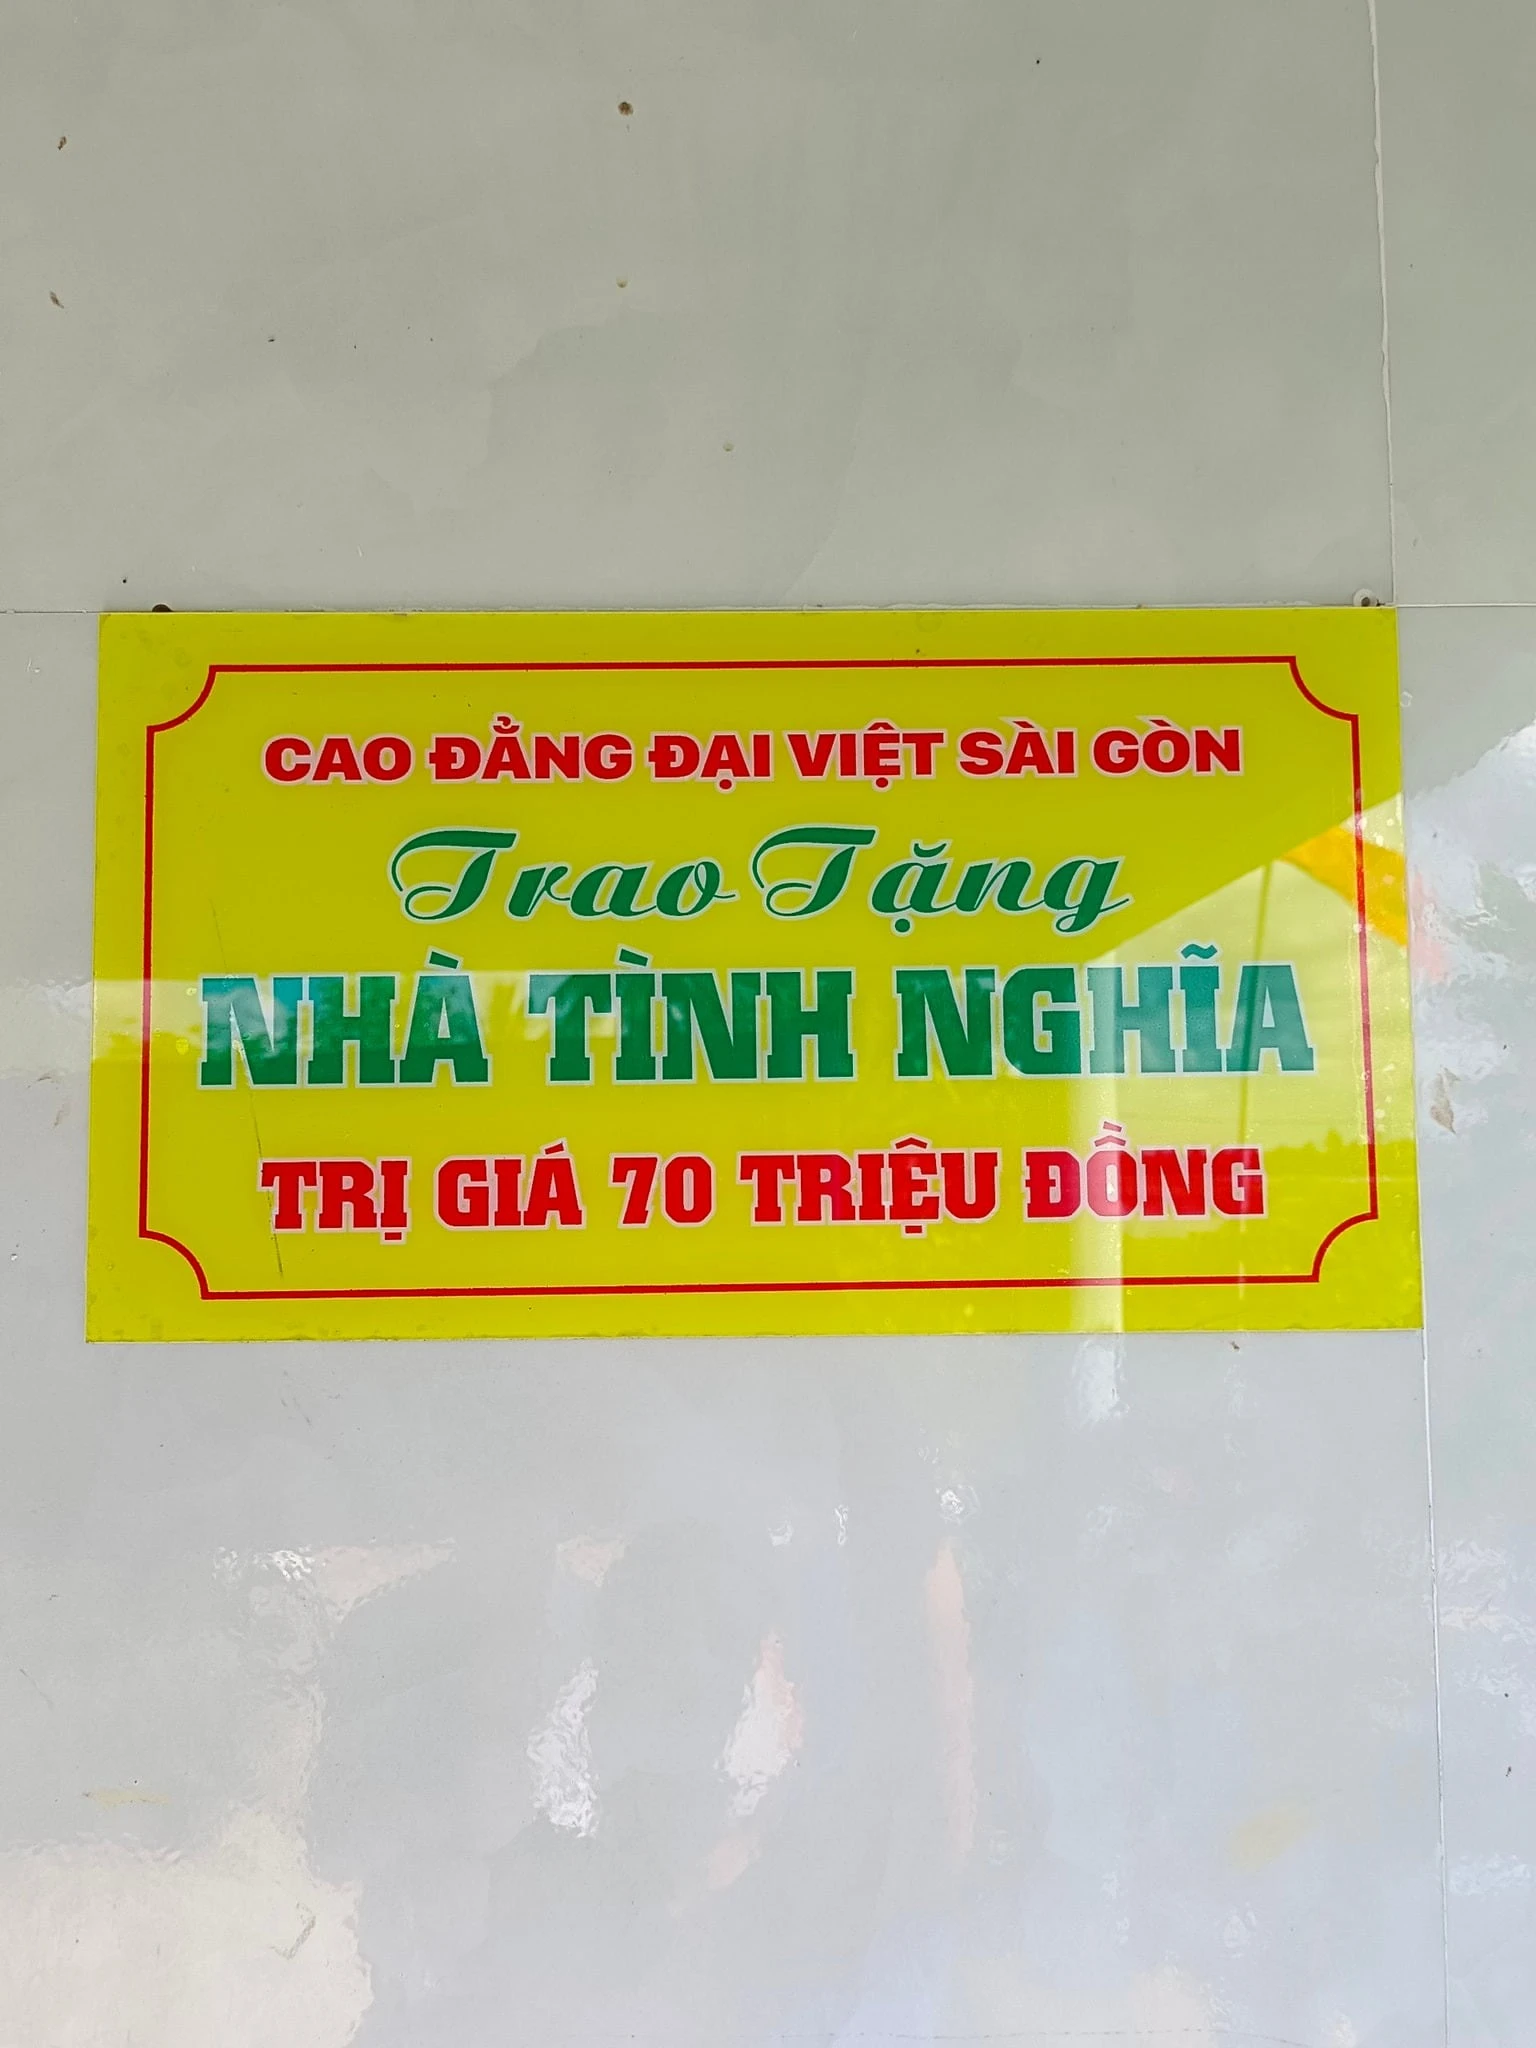 CAO ĐẲNG ĐẠI VIỆT SÀI GÒN
Trao Tặng
NHÀ TÌNH NGHĨA
TRỊ GIÁ 70 TRIỆU ĐỒNG